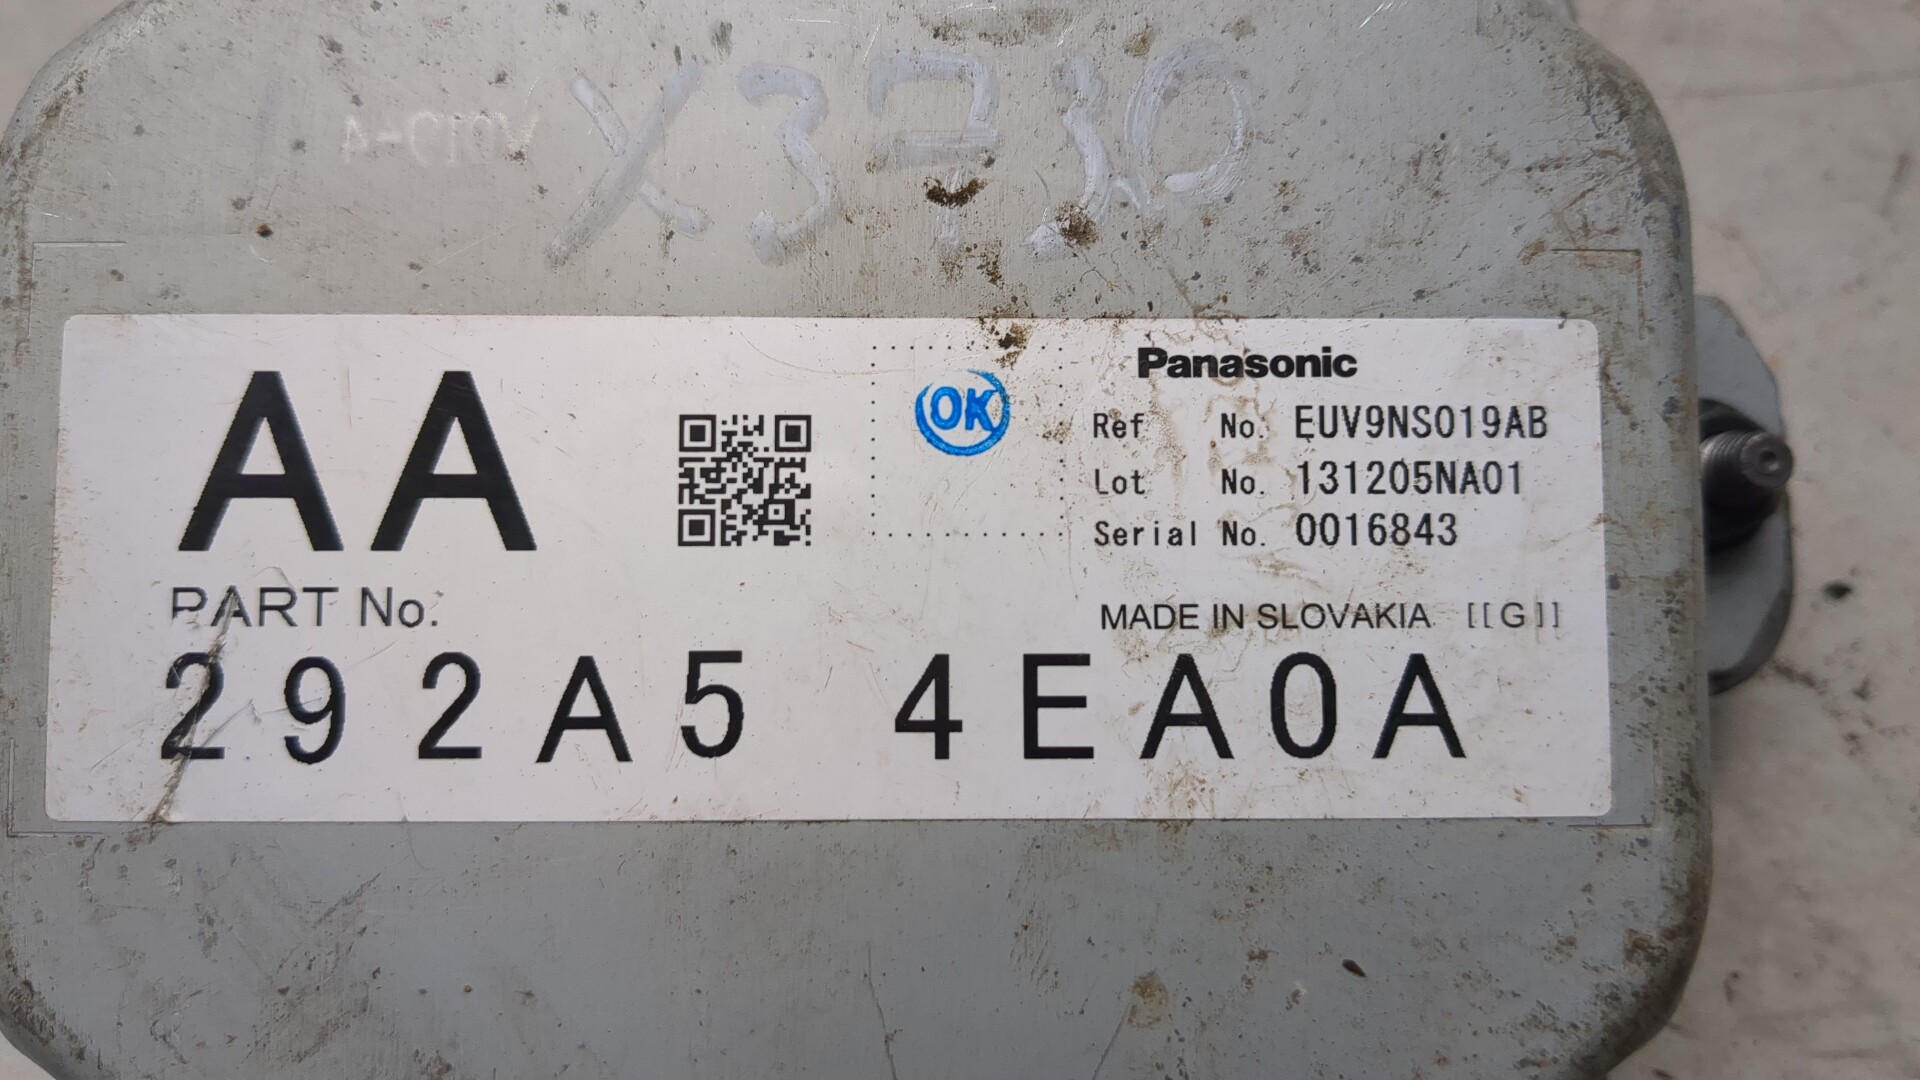 X3730
AA
OK
Panasonic
Ref No. EUV9NS019AB
Lot No. 131205NA01
Serial No. 0016843
PART No.
MADE IN SLOVAKIA [[G]]
292A5 4EA0A